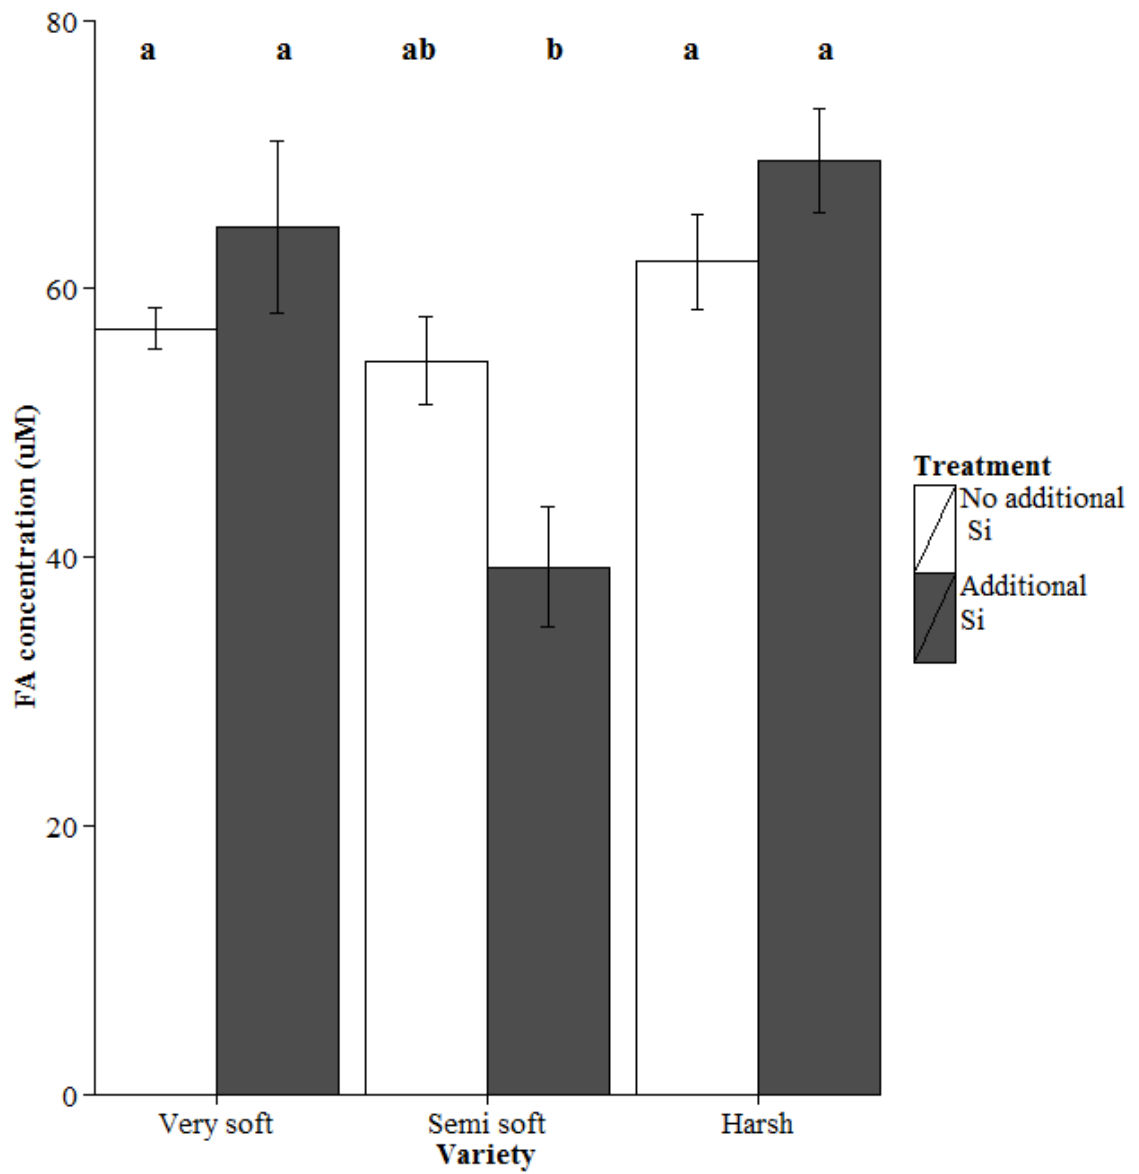 80
60
40
20
0
FA concentration (uM)
a a ab b a a
Very soft Semi soft Harsh
Variety
Treatment
No additional
Si
Additional
Si